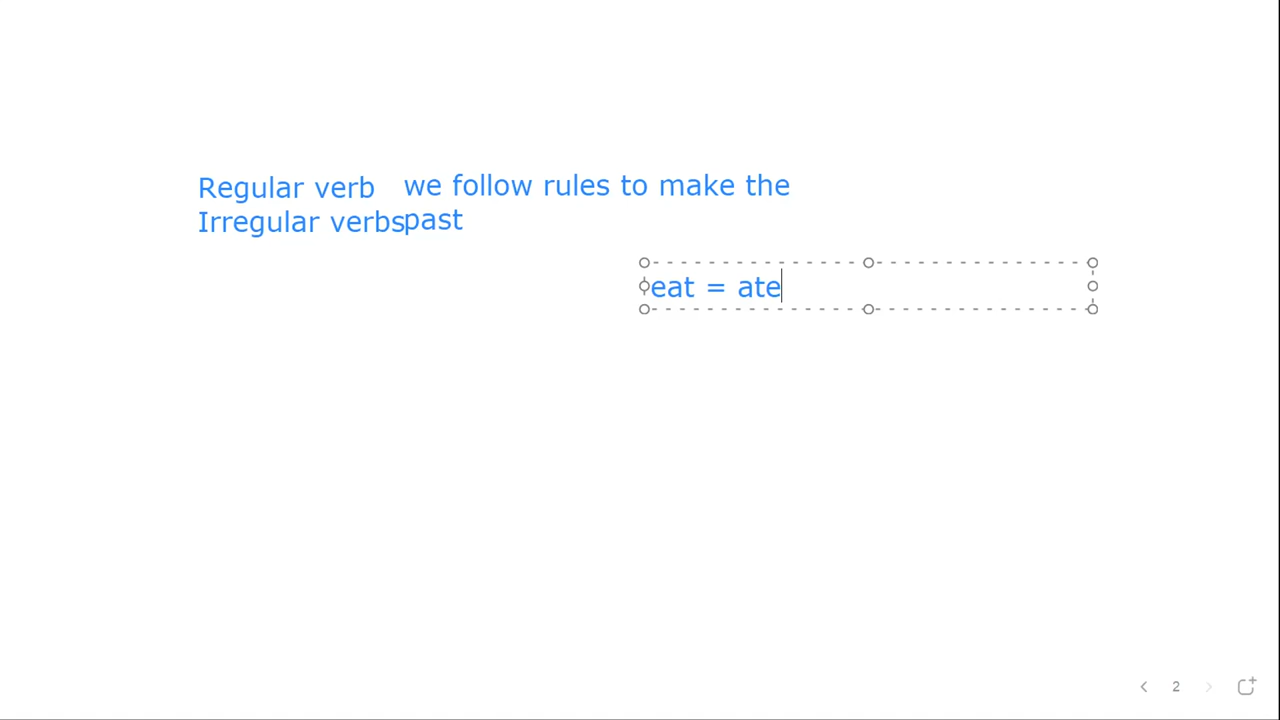 Regular verb
Irregular verbs
we follow rules to make the
past
eat = ate
2